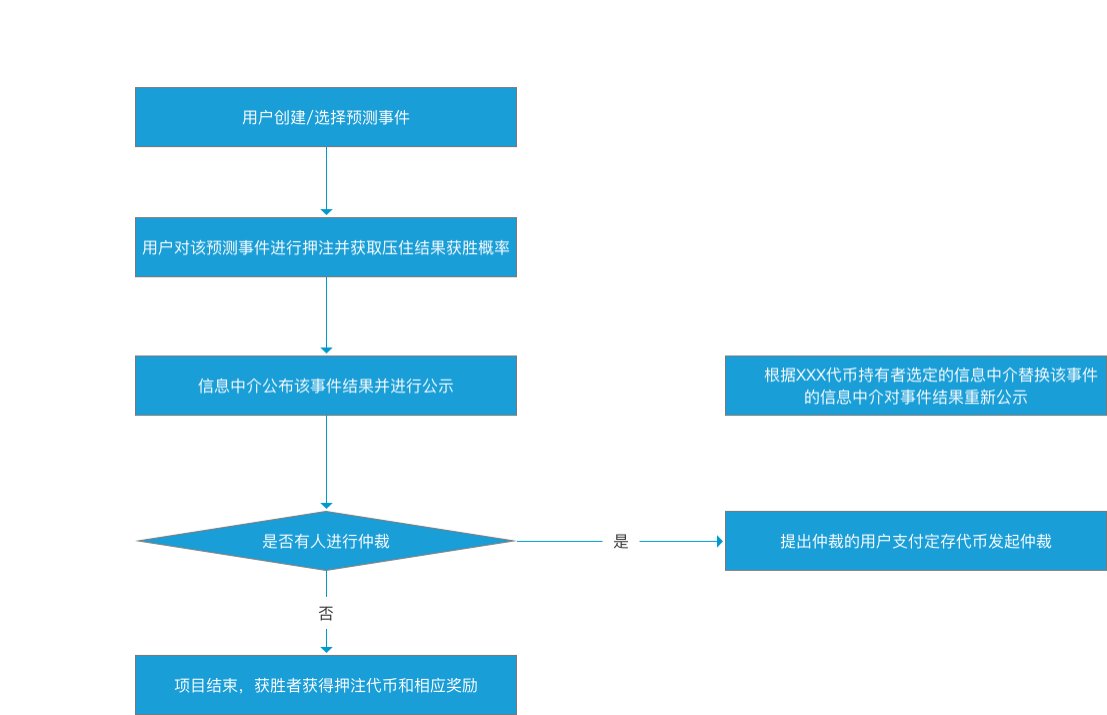 用户创建/选择预测事件
用户对该预测事件进行押注并获取压住结果获胜概率
信息中介公布该事件结果并进行公示
根据XXX代币持有者选定的信息中介替换该事件
的信息中介对事件结果重新公示
是否有人进行仲裁
是
提出仲裁的用户支付定存代币发起仲裁
否
项目结束，获胜者获得押注代币和相应奖励